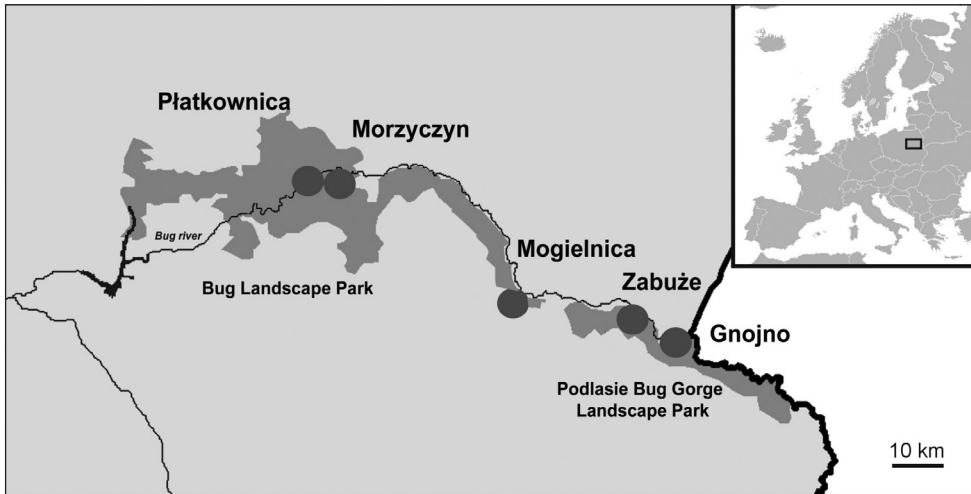 Płatkownica
Morzyczyn
Bug river
Mogielnica
Bug Landscape Park
Zabuże
Gnojno
Podlasie Bug Gorge
Landscape Park
10 km